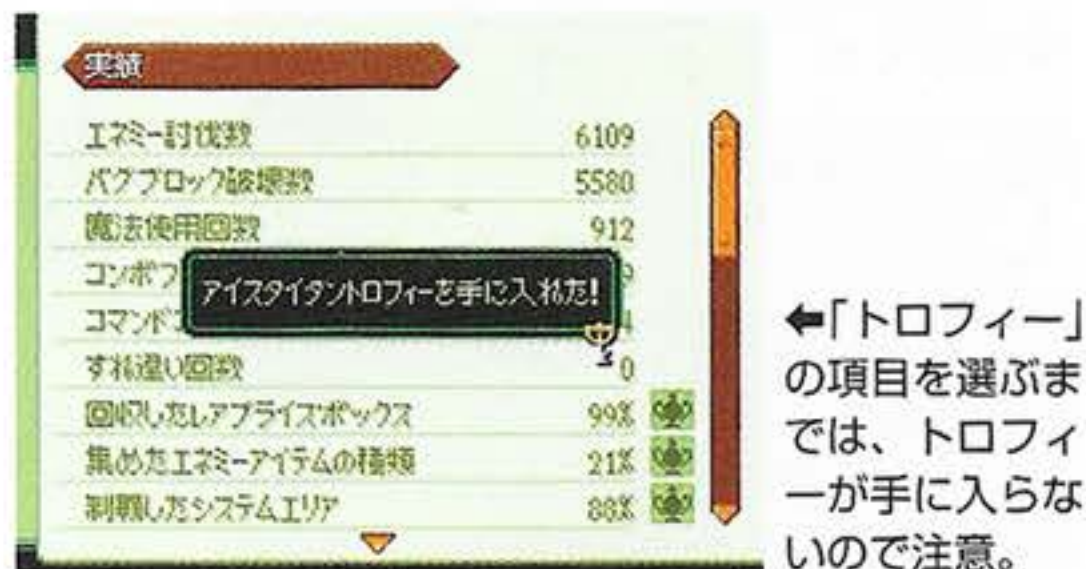 実績
エネミー討伐数 6109
バグブロック破壊数 5580
魔法使用回数 912
コンボフ
アイスタイタントロフィーを手に入れた!
コマンド
すれ違い回数 0
回収したレアプライズボックス 99%
集めたエネミーアイテムの種類 21%
制覇したシステムエリア 88%
⬅「トロフィー」
の項目を選ぶま
では、トロフィ
ーが手に入らな
いので注意。